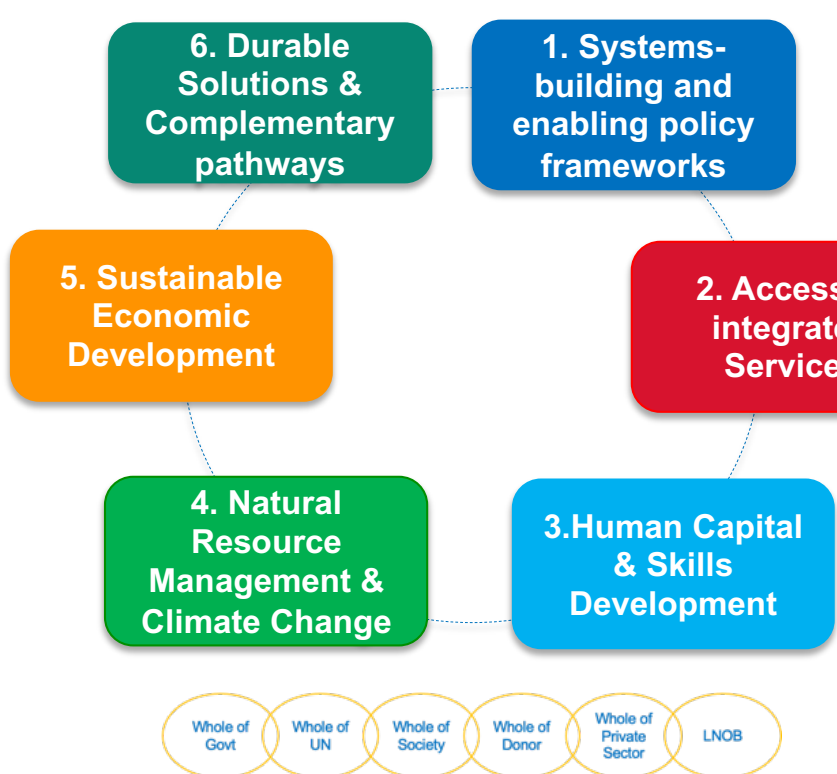 6. Durable
Solutions &
Complementary
pathways
1. Systems-
building and
enabling policy
frameworks
5. Sustainable
Economic
Development
2. Access
integrate
Service
4. Natural
Resource
Management &
Climate Change
3.Human Capital
& Skills
Development
Whole of
Govt
Whole of
UN
Whole of
Society
Whole of
Donor
Whole of
Private
Sector
LNOB